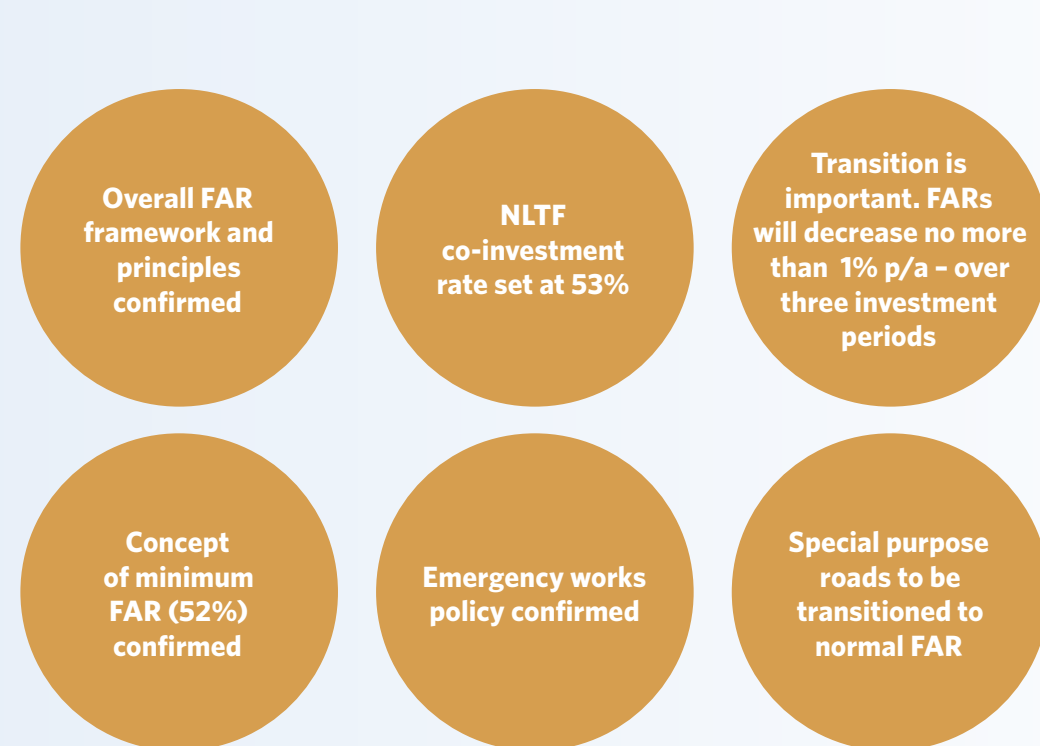 Overall FAR
framework and
principles
confirmed
NLTF
co-investment
rate set at 53%
Transition is
important. FARs
will decrease no more
than 1% p/a – over
three investment
periods
Concept
of minimum
FAR (52%)
confirmed
Emergency works
policy confirmed
Special purpose
roads to be
transitioned to
normal FAR